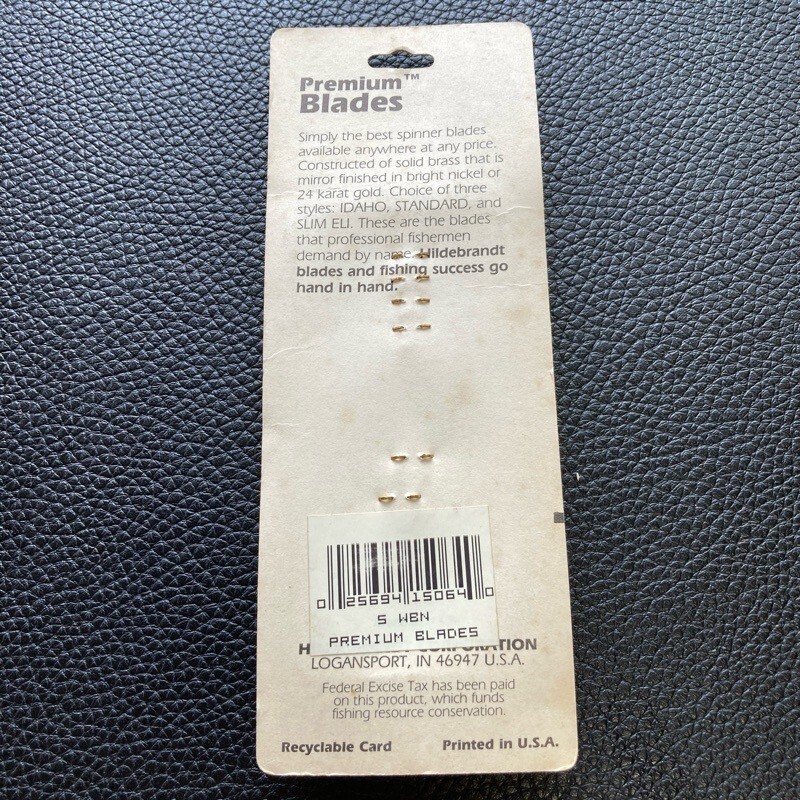 Premium™
Blades
Simply the best spinner blades
available anywhere at any price.
Constructed of solid brass that is
mirror finished in bright nickel or
24 karat gold. Choice of three
styles: IDAHO, STANDARD, and
SLIM ELI. These are the blades
that professional fishermen
demand by name. Hildebrandt
blades and fishing success go
hand in hand.
0 25694 15064 0
5 WBN
PREMIUM BLADES
CORPORATION
LOGANSPORT, IN 46947 U.S.A.
Federal Excise Tax has been paid
on this product, which funds
fishing resource conservation.
Recyclable Card Printed in U.S.A.